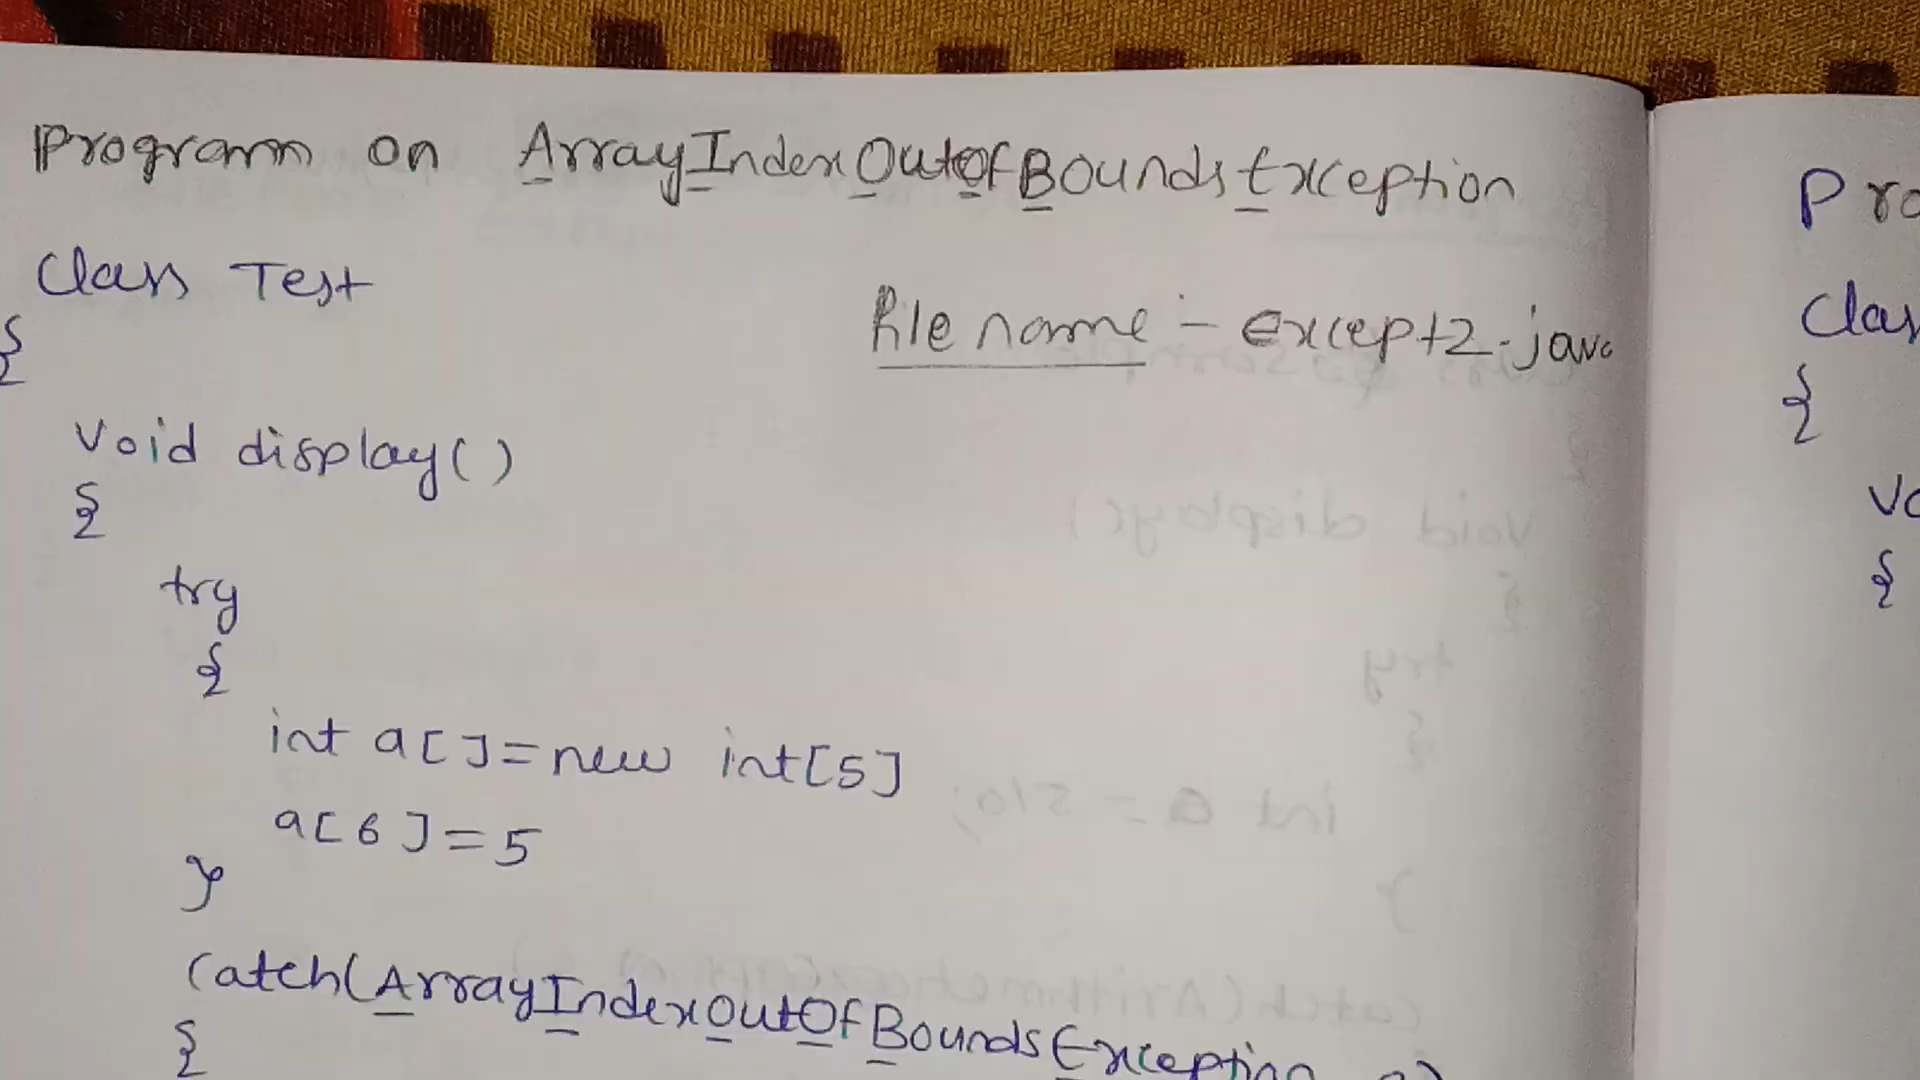 Program on ArrayIndexOutOfBoundsException
Class Test
file name - except2.java
{
void display()
{
try
{
int a[]=new int[5]
a[6]=5
}
Catch(ArrayIndexOutOfBoundsException e)
{
Pro
Clas
{
vo
{